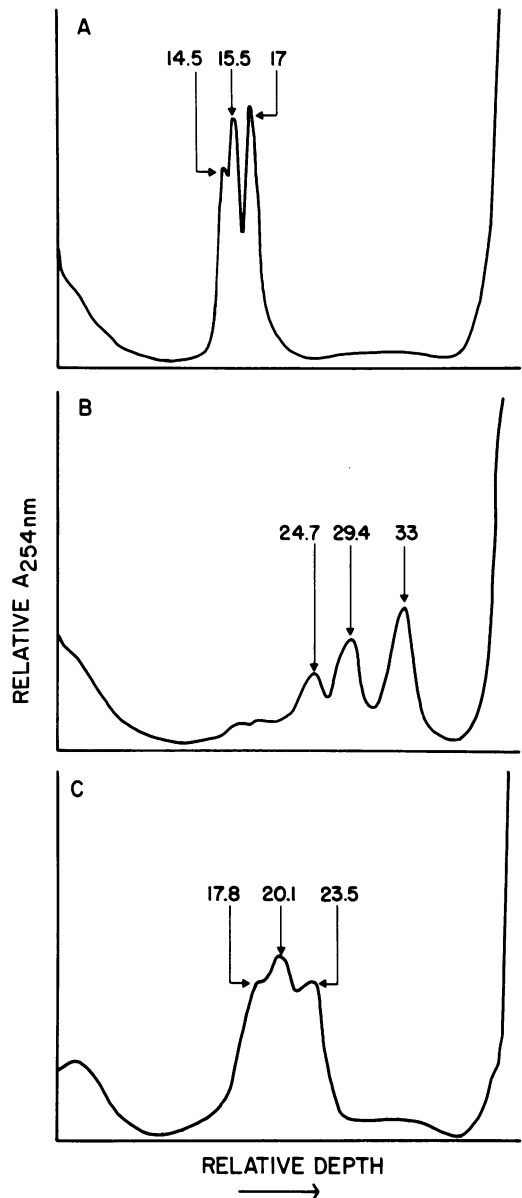 A
14.5 15.5 17
B
24.7 29.4 33
RELATIVE A254nm
C
17.8 20.1 23.5
RELATIVE DEPTH